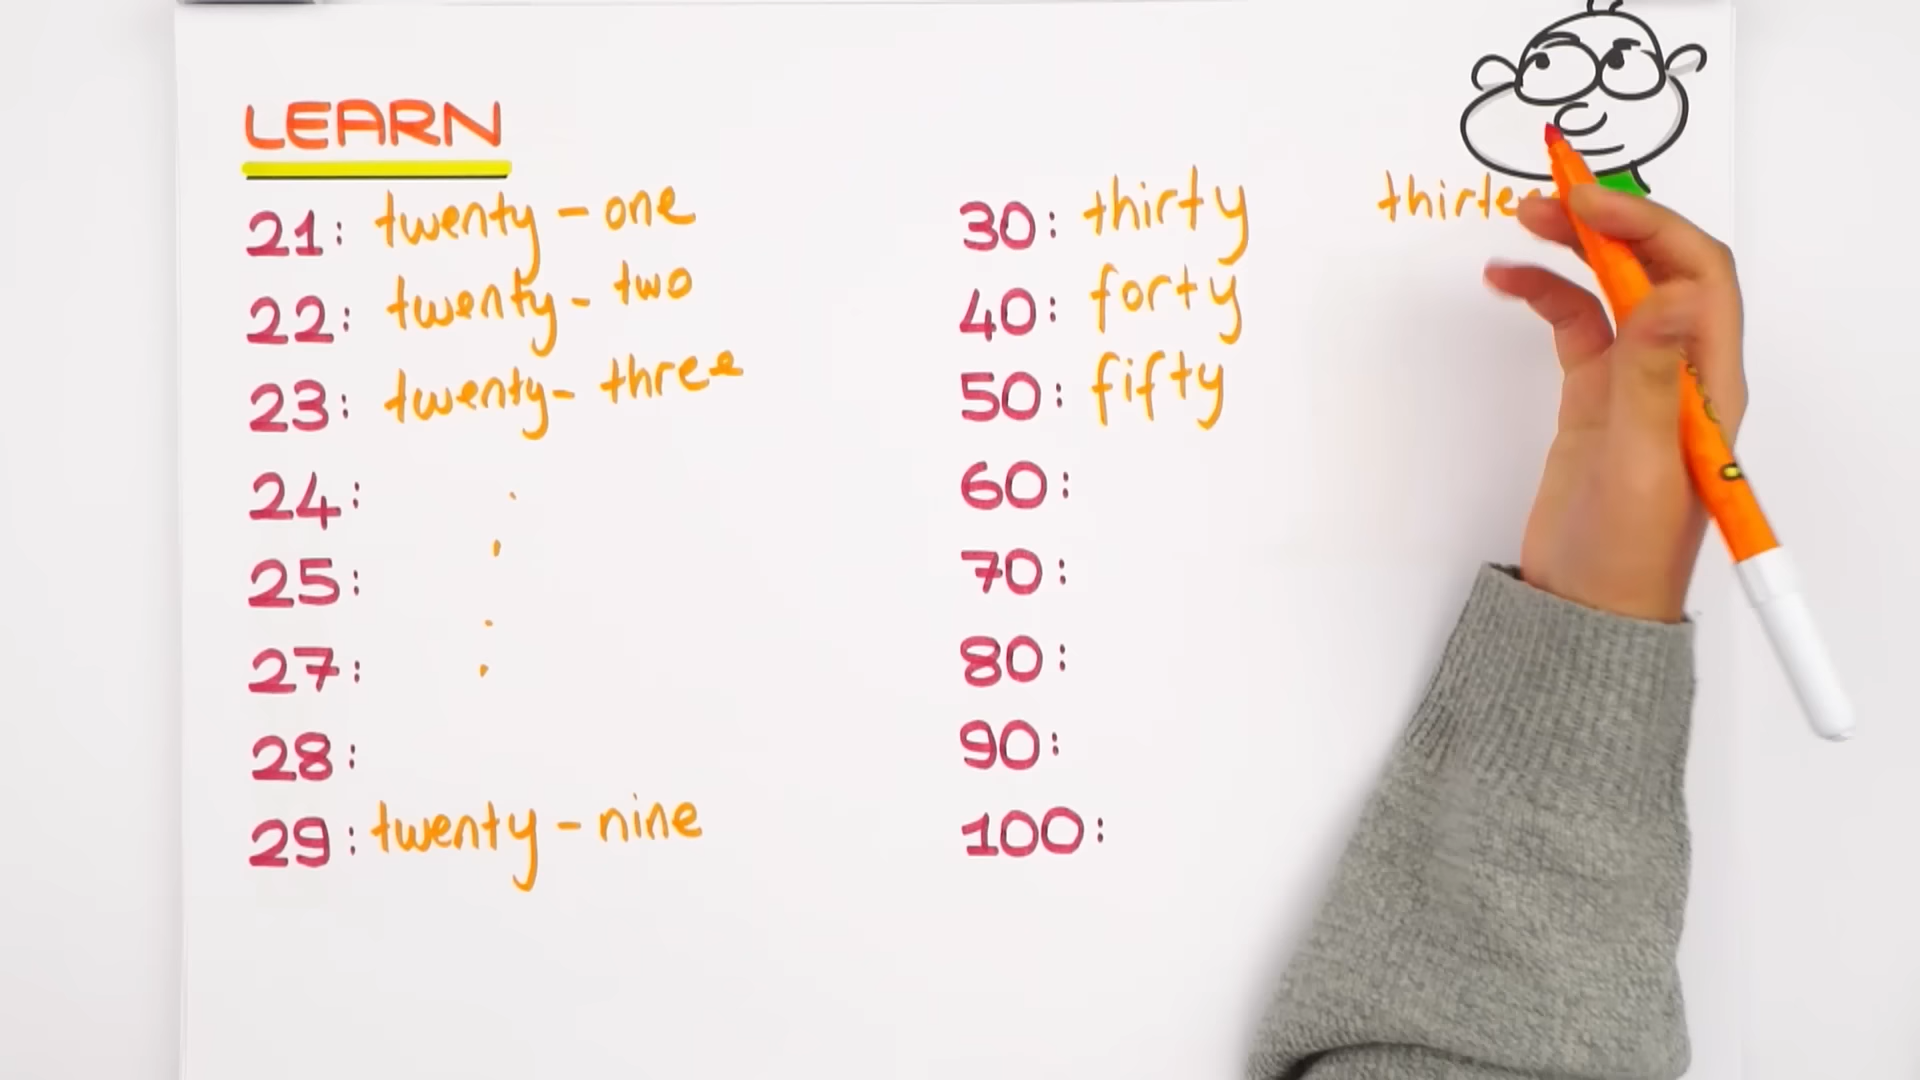 LEARN
21: twenty-one
22: twenty-two
23: twenty-three
24:
25:
27:
28:
29: twenty-nine
30: thirty
40: forty
50: fifty
60:
70:
80:
90:
100: